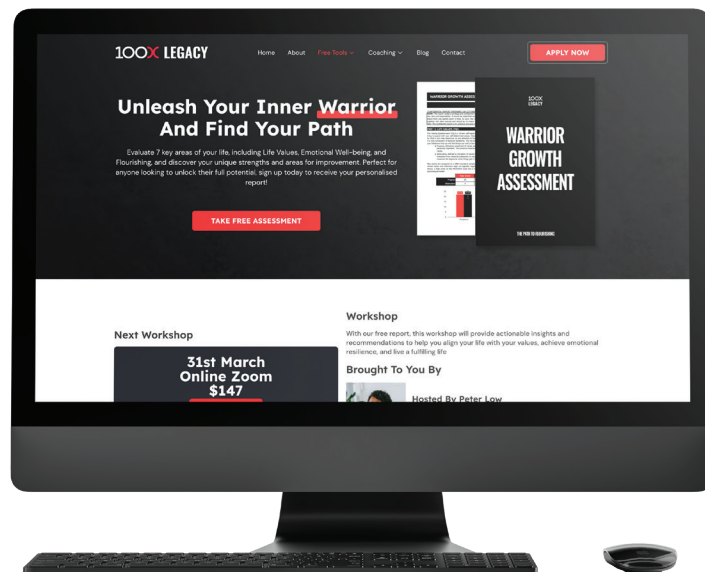 100X LEGACY
Home About Free Tools Coaching Blog Contact
APPLY NOW
Unleash Your Inner Warrior
And Find Your Path
Evaluate 7 key areas of your life, including Life Values, Emotional Well-being, and
Flourishing, and discover your unique strengths and areas for improvement. Perfect for
anyone looking to unlock their full potential, sign up today to receive your personalised
report!
TAKE FREE ASSESSMENT
WARRIOR GROWTH ASSES
100X
LEGACY
WARRIOR
GROWTH
ASSESSMENT
THE PATH TO FLOURISHING
Next Workshop
31st March
Online Zoom
$147
Workshop
With our free report, this workshop will provide actionable insights and
recommendations to help you align your life with your values, achieve emotional
resilience, and live a fulfilling life
Brought To You By
Hosted By Peter Low